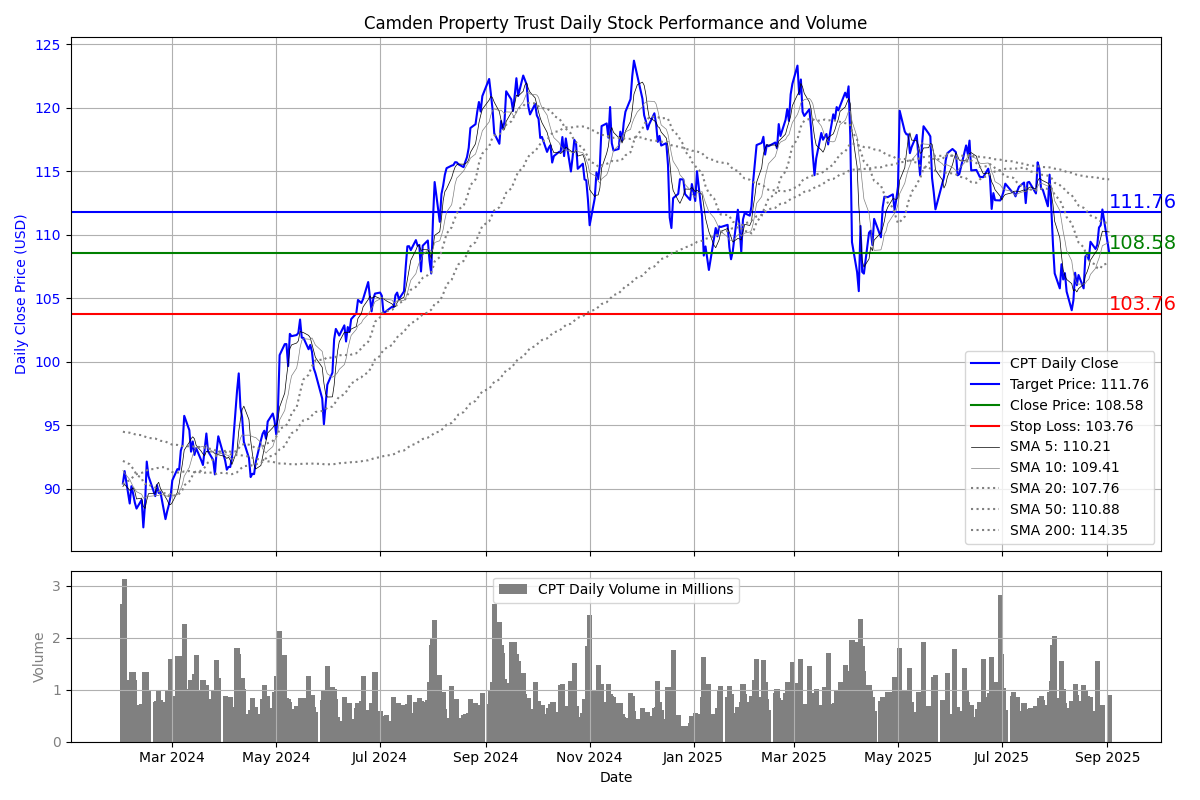 Camden Property Trust Daily Stock Performance and Volume
Daily Close Price (USD)
125
120
115
110
105
100
95
90
111.76
108.58
103.76
CPT Daily Close
Target Price: 111.76
Close Price: 108.58
Stop Loss: 103.76
SMA 5: 110.21
SMA 10: 109.41
SMA 20: 107.76
SMA 50: 110.88
SMA 200: 114.35
Volume
3
2
1
0
CPT Daily Volume in Millions
Mar 2024
May 2024
Jul 2024
Sep 2024
Nov 2024
Jan 2025
Mar 2025
May 2025
Jul 2025
Sep 2025
Date